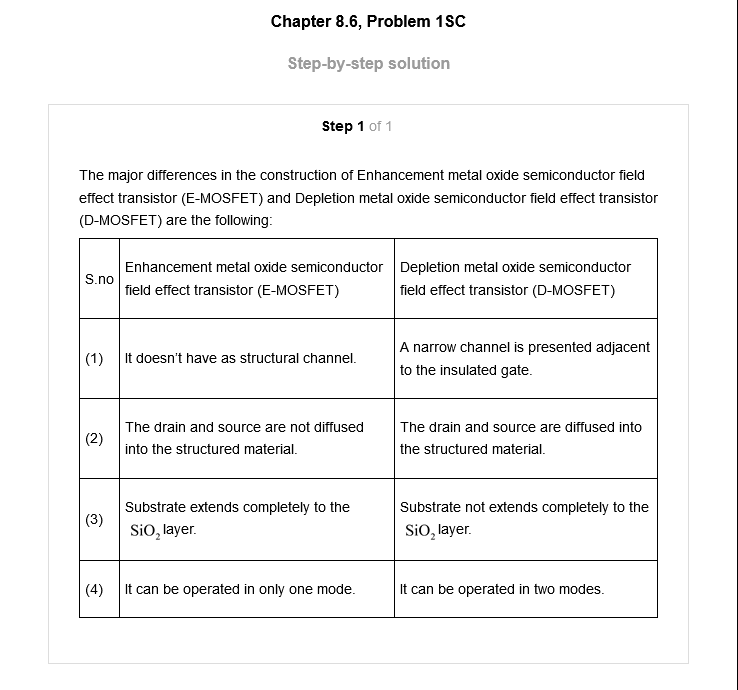 Chapter 8.6, Problem 1SC
Step-by-step solution
Step 1 of 1
The major differences in the construction of Enhancement metal oxide semiconductor field
effect transistor (E-MOSFET) and Depletion metal oxide semiconductor field effect transistor
(D-MOSFET) are the following:
S.no
Enhancement metal oxide semiconductor
field effect transistor (E-MOSFET)
Depletion metal oxide semiconductor
field effect transistor (D-MOSFET)
(1)
It doesn't have as structural channel.
A narrow channel is presented adjacent
to the insulated gate.
(2)
The drain and source are not diffused
into the structured material.
The drain and source are diffused into
the structured material.
(3)
Substrate extends completely to the
SiO₂ layer.
Substrate not extends completely to the
SiO₂ layer.
(4)
It can be operated in only one mode.
It can be operated in two modes.